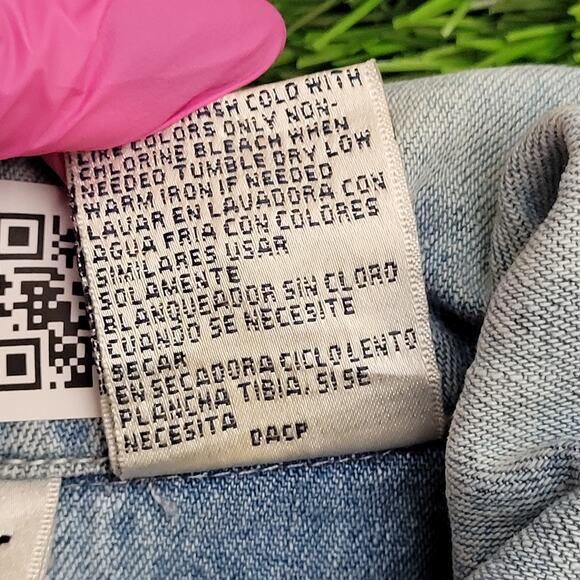 ASH COLD WITH
LIKE COLORS ONLY NON-
CHLORINE BLEACH WHEN
NEEDED TUMBLE DRY LOW
WARM IRON IF NEEDED
LAVAR EN LAVADORA CON
AGUA FRIA CON COLORES
SIMILARES USAR
SOLAMENTE
BLANQUEADOR SIN CLORO
CUANDO SE NECESITE
SECAR
EN SECADORA CICLO LENTO
PLANCHA TIBIA. SI SE
NECESITA
DACP